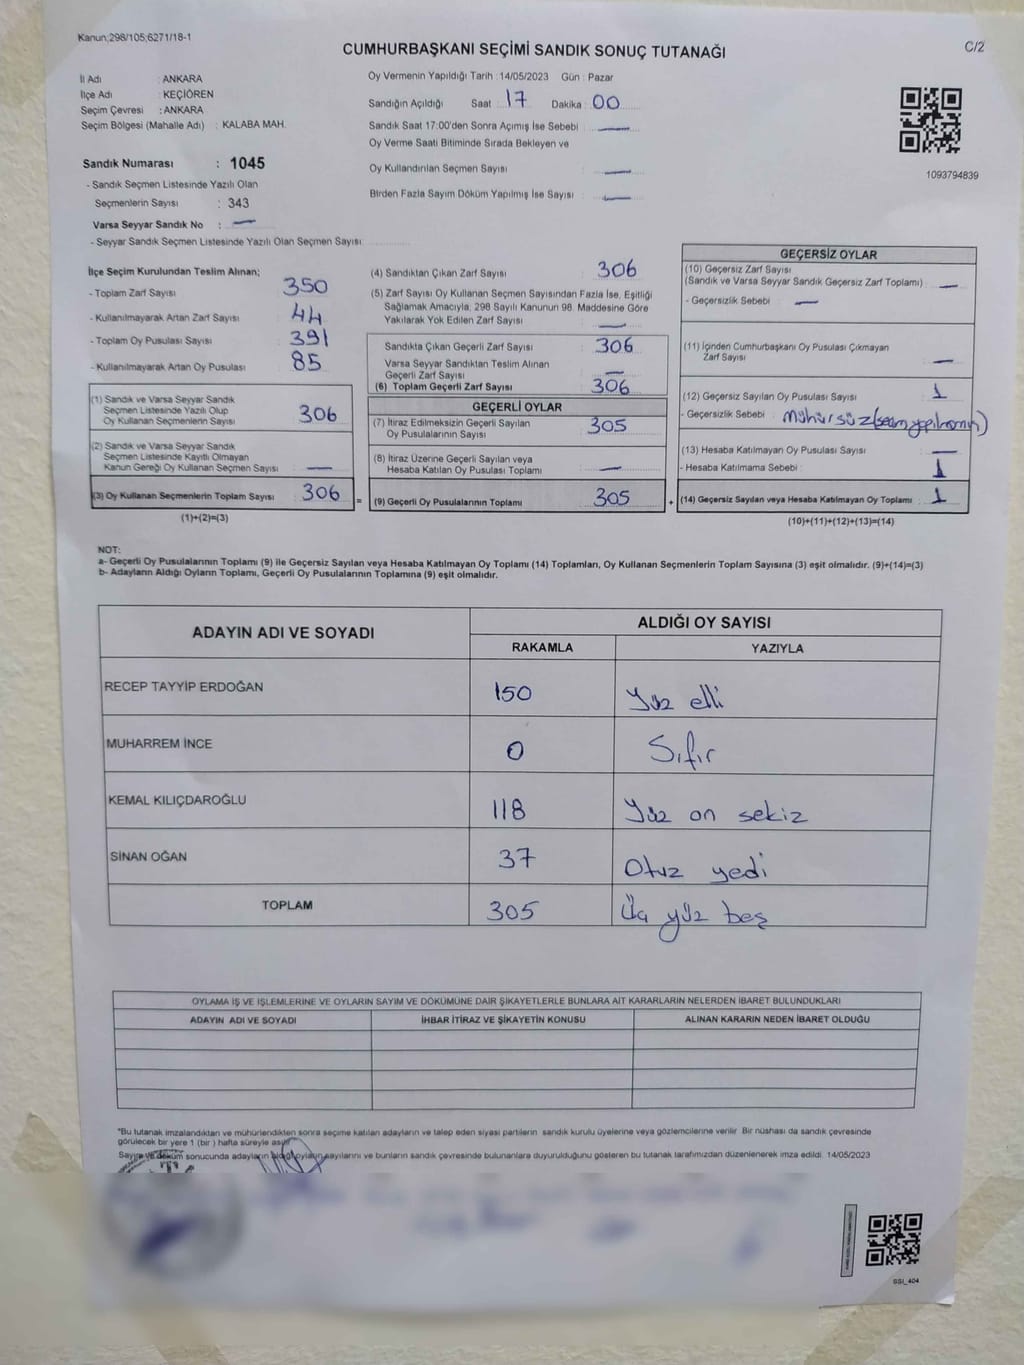 Kanun;298/105;6271/18-1
CUMHURBAŞKANI SEÇİMİ SANDIK SONUÇ TUTANAĞI
C/2
İl Adı : ANKARA
İlçe Adı : KEÇİÖREN
Seçim Çevresi : ANKARA
Seçim Bölgesi (Mahalle Adı) : KALABA MAH.
Sandık Numarası : 1045
- Sandık Seçmen Listesinde Yazılı Olan
Seçmenlerin Sayısı : 343
Varsa Seyyar Sandık No : —
- Seyyar Sandık Seçmen Listesinde Yazılı Olan Seçmen Sayısı
Oy Vermenin Yapıldığı Tarih : 14/05/2023 Gün : Pazar
Sandığın Açıldığı Saat : 17 Dakika : 00
Sandık Saat 17:00'den Sonra Açımış İse Sebebi : —
Oy Verme Saati Bitiminde Sırada Bekleyen ve
Oy Kullandırılan Seçmen Sayısı : —
Birden Fazla Sayım Döküm Yapılmış İse Sayısı : —
1093794839
İlçe Seçim Kurulundan Teslim Alınan;
- Toplam Zarf Sayısı : 350
- Kullanılmayarak Artan Zarf Sayısı : 44
- Toplam Oy Pusulası Sayısı : 391
- Kullanılmayarak Artan Oy Pusulası : 85
(1) Sandık ve Varsa Seyyar Sandık
Seçmen Listesinde Yazılı Olup
Oy Kullanan Seçmenlerin Sayısı : 306
(2) Sandık ve Varsa Seyyar Sandık
Seçmen Listesinde Kayıtlı Olmayan
Kanun Gereği Oy Kullanan Seçmen Sayısı : —
(3) Oy Kullanan Seçmenlerin Toplam Sayısı : 306
(1)+(2)=(3)
=
(4) Sandıktan Çıkan Zarf Sayısı : 306
(5) Zarf Sayısı Oy Kullanan Seçmen Sayısından Fazla İse, Eşitliği
Sağlamak Amacıyla; 298 Sayılı Kanunun 98. Maddesine Göre
Yakılarak Yok Edilen Zarf Sayısı : —
Sandıkta Çıkan Geçerli Zarf Sayısı : 306
Varsa Seyyar Sandıktan Teslim Alınan
Geçerli Zarf Sayısı : —
(6) Toplam Geçerli Zarf Sayısı : 306
GEÇERLİ OYLAR
(7) İtiraz Edilmeksizin Geçerli Sayılan
Oy Pusulalarının Sayısı : 305
(8) İtiraz Üzerine Geçerli Sayılan veya
Hesaba Katılan Oy Pusulası Toplamı : —
(9) Geçerli Oy Pusulalarının Toplamı : 305
+
GEÇERSİZ OYLAR
(10) Geçersiz Zarf Sayısı
(Sandık ve Varsa Seyyar Sandık Geçersiz Zarf Toplamı) : —
- Geçersizlik Sebebi : —
(11) İçinden Cumhurbaşkanı Oy Pusulası Çıkmayan
Zarf Sayısı : —
(12) Geçersiz Sayılan Oy Pusulası Sayısı : 1
- Geçersizlik Sebebi : Mühürsüz
(13) Hesaba Katılmayan Oy Pusulası Sayısı : —
- Hesaba Katılmama Sebebi : 1
(14) Geçersiz Sayılan veya Hesaba Katılmayan Oy Toplamı : 1
(10)+(11)+(12)+(13)=(14)
NOT:
a- Geçerli Oy Pusulalarının Toplamı (9) ile Geçersiz Sayılan veya Hesaba Katılmayan Oy Toplamı (14) Toplamları, Oy Kullanan Seçmenlerin Toplam Sayısına (3) eşit olmalıdır. (9)+(14)=(3)
b- Adayların Aldığı Oyların Toplamı, Geçerli Oy Pusulalarının Toplamına (9) eşit olmalıdır.
ADAYIN ADI VE SOYADI
ALDIĞI OY SAYISI
RAKAMLA YAZIYLA
RECEP TAYYİP ERDOĞAN 150 Yüz elli
MUHARREM İNCE 0 Sıfır
KEMAL KILIÇDAROĞLU 118 Yüz on sekiz
SİNAN OĞAN 37 Otuz yedi
TOPLAM 305 Üç yüz beş
OYLAMA İŞ VE İŞLEMLERİNE VE OYLARIN SAYIM VE DÖKÜMÜNE DAİR ŞİKAYETLERLE BUNLARA AİT KARARLARIN NELERDEN İBARET BULUNDUKLARI
ADAYIN ADI VE SOYADI İHBAR İTİRAZ VE ŞİKAYETİN KONUSU ALINAN KARARIN NEDEN İBARET OLDUĞU
"Bu tutanak imzalandıktan ve mühürlendikten sonra seçime katılan adayların ve talep eden siyasi partilerin sandık kurulu üyelerine veya gözlemcilerine verilir. Bir nüshası da sandık çevresinde
görülecek bir yere 1 (bir) hafta süreyle asılır
Sayım ve döküm sonucunda adayların aldığı oyların sayılarını ve bunların sandık çevresinde bulunanlara duyurulduğunu gösteren bu tutanak tarafımızdan düzenlenerek imza edildi. 14/05/2023
SSI_404